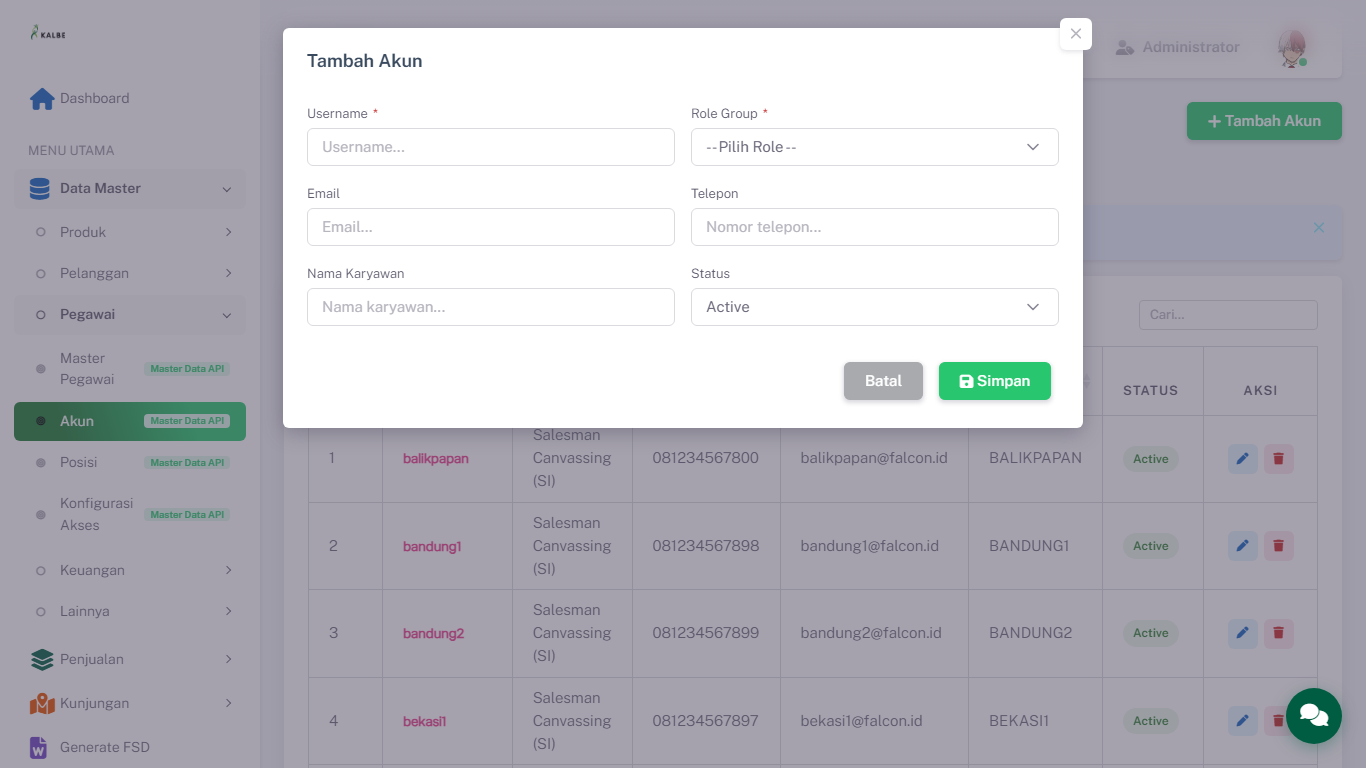 KALBE
Dashboard
MENU UTAMA
Data Master
Produk
Pelanggan
Pegawai
Master Pegawai
Master Data API
Akun
Master Data API
Posisi
Master Data API
Konfigurasi Akses
Master Data API
Keuangan
Lainnya
Penjualan
Kunjungan
Generate FSD
Administrator
+ Tambah Akun
Tambah Akun
Username *
Role Group *
Username...
-- Pilih Role --
Email
Telepon
Email...
Nomor telepon...
Nama Karyawan
Status
Nama karyawan...
Active
Batal
Simpan
Cari...
STATUS
AKSI
1
balikpapan
Salesman Canvassing (SI)
081234567800
balikpapan@falcon.id
BALIKPAPAN
Active
2
bandung1
Salesman Canvassing (SI)
081234567898
bandung1@falcon.id
BANDUNG1
Active
3
bandung2
Salesman Canvassing (SI)
081234567899
bandung2@falcon.id
BANDUNG2
Active
4
bekasi1
Salesman Canvassing (SI)
081234567897
bekasi1@falcon.id
BEKASI1
Active